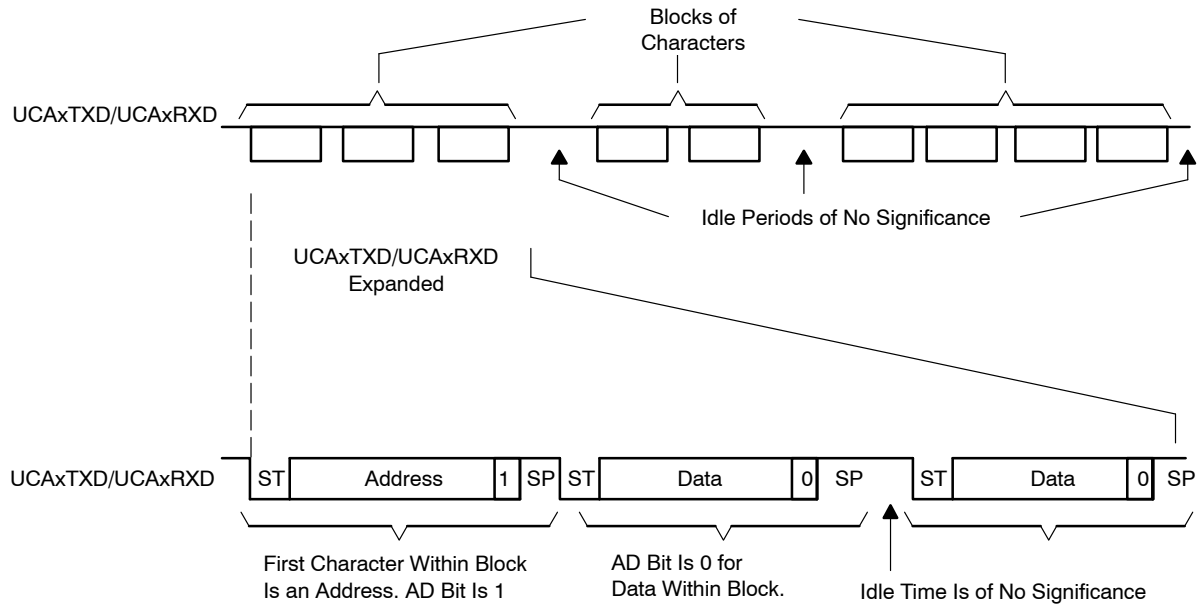 Blocks of
Characters
UCAxTXD/UCAxRXD
Idle Periods of No Significance
UCAxTXD/UCAxRXD
Expanded
UCAxTXD/UCAxRXD
ST Address 1 SP ST Data 0 SP ST Data 0 SP
First Character Within Block
Is an Address. AD Bit Is 1
AD Bit Is 0 for
Data Within Block.
Idle Time Is of No Significance